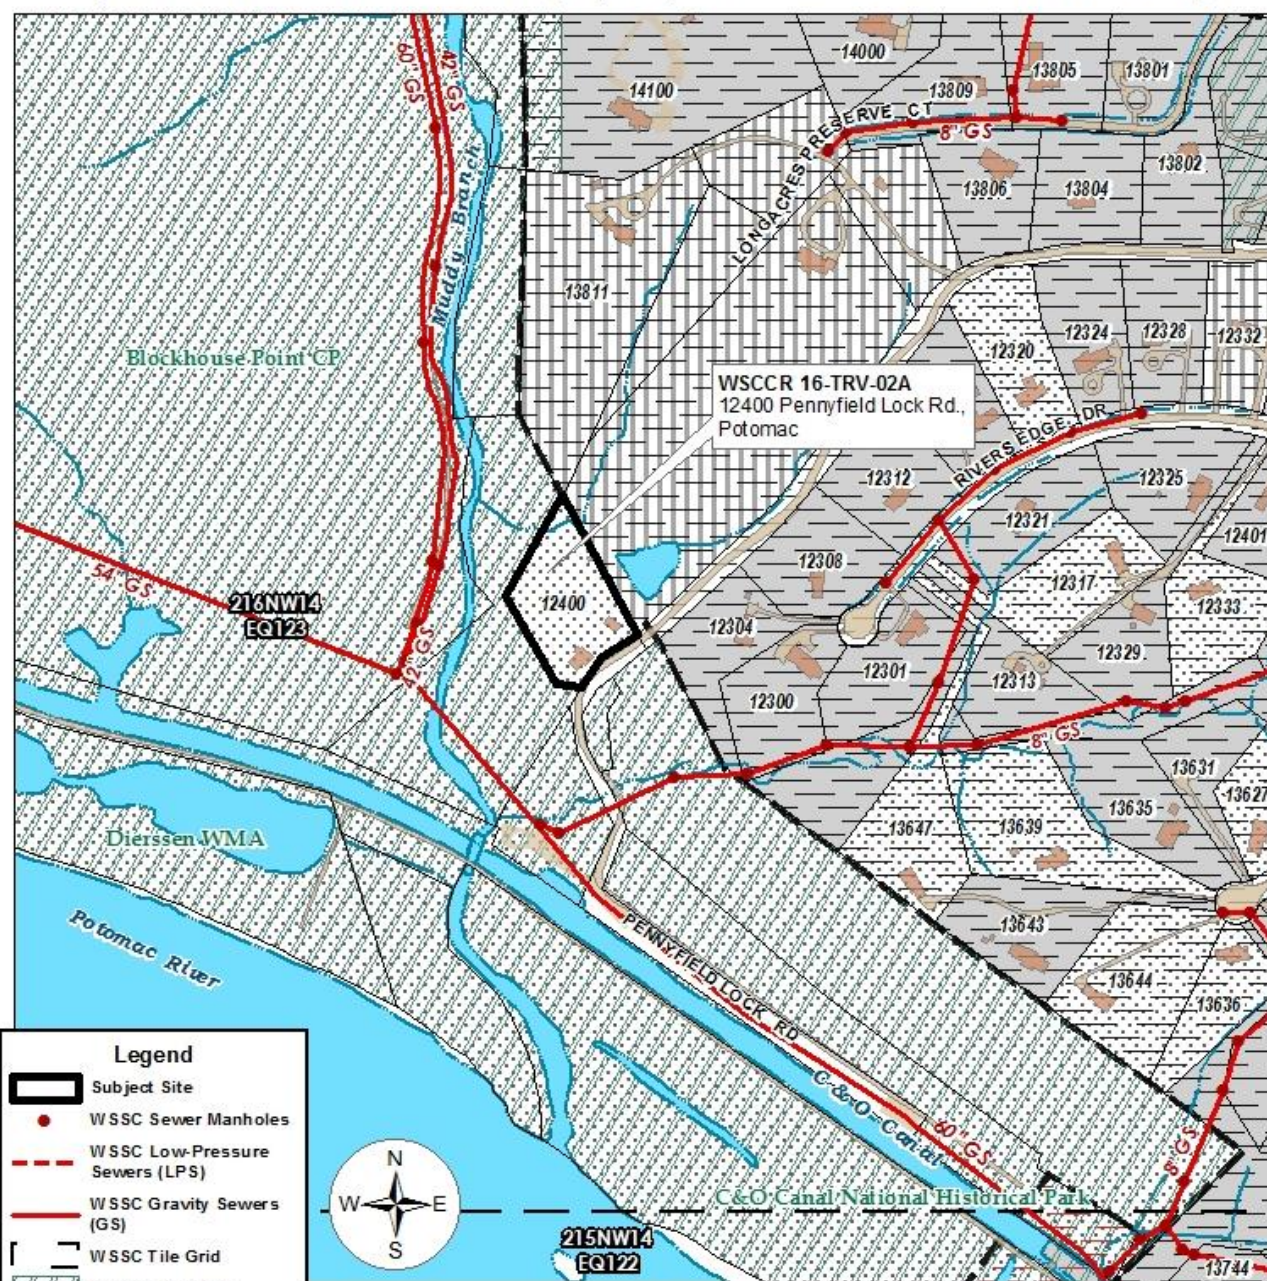 60" GS
42" GS
Muddy Branch
14100
14000
13809
13805
13801
LONGACRES PRESERVE CT
8" GS
13806
13804
13802
13811
12320
12324
12328
12332
Blockhouse Point CP
WSCCR 16-TRV-02A
12400 Pennyfield Lock Rd.,
Potomac
RIVERS EDGE DR
12312
12325
12321
12401
54" GS
216NW14
EQ123
42" GS
12400
12308
12317
12333
12304
12301
12329
12313
12300
8" GS
13631
13627
13635
13647
13639
Dierssen WMA
Potomac River
13643
13644
13636
PENNYFIELD LOCK RD
C & O Canal
60" GS
8" GS
C&O Canal National Historical Park
215NW14
EQ122
13744
N
W
E
S
Legend
Subject Site
WSSC Sewer Manholes
WSSC Low-Pressure
Sewers (LPS)
WSSC Gravity Sewers
(GS)
WSSC Tile Grid